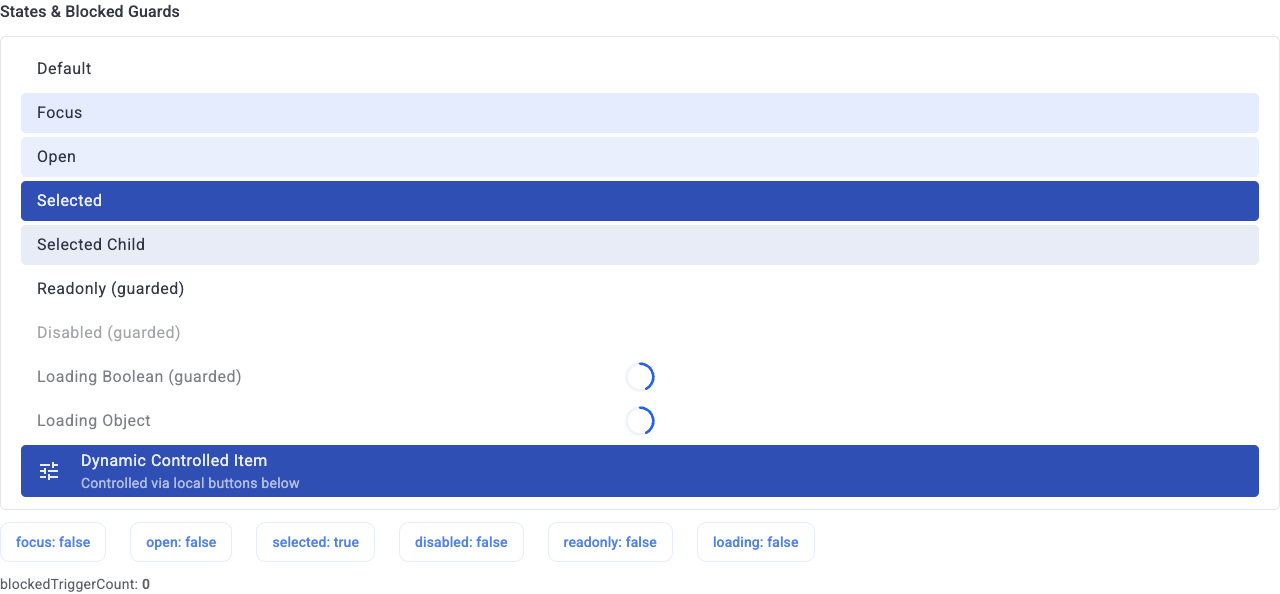 States & Blocked Guards
Default
Focus
Open
Selected
Selected Child
Readonly (guarded)
Disabled (guarded)
Loading Boolean (guarded)
Loading Object
Dynamic Controlled Item
Controlled via local buttons below
focus: false open: false selected: true disabled: false readonly: false loading: false
blockedTriggerCount: 0